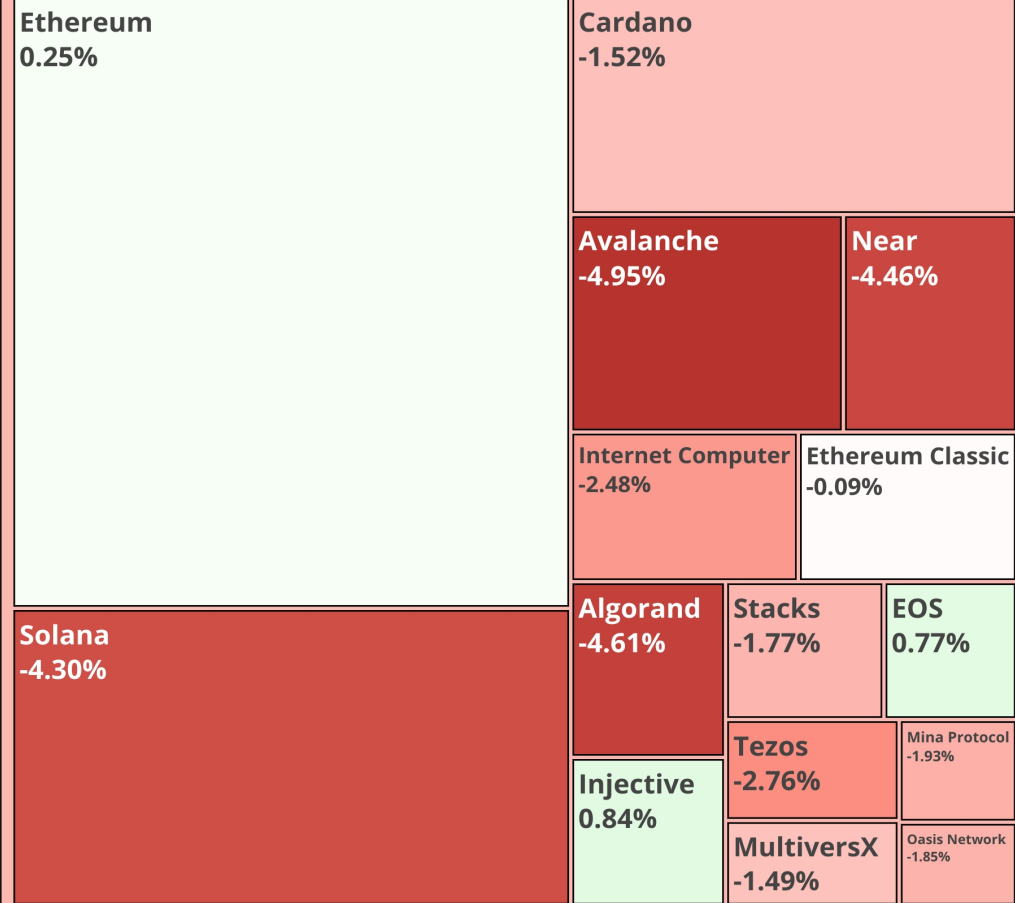 Ethereum
0.25%
Cardano
-1.52%
Avalanche
-4.95%
Near
-4.46%
Internet Computer
-2.48%
Ethereum Classic
-0.09%
Solana
-4.30%
Algorand
-4.61%
Stacks
-1.77%
EOS
0.77%
Tezos
-2.76%
Mina Protocol
-1.93%
Injective
0.84%
MultiversX
-1.49%
Oasis Network
-1.85%